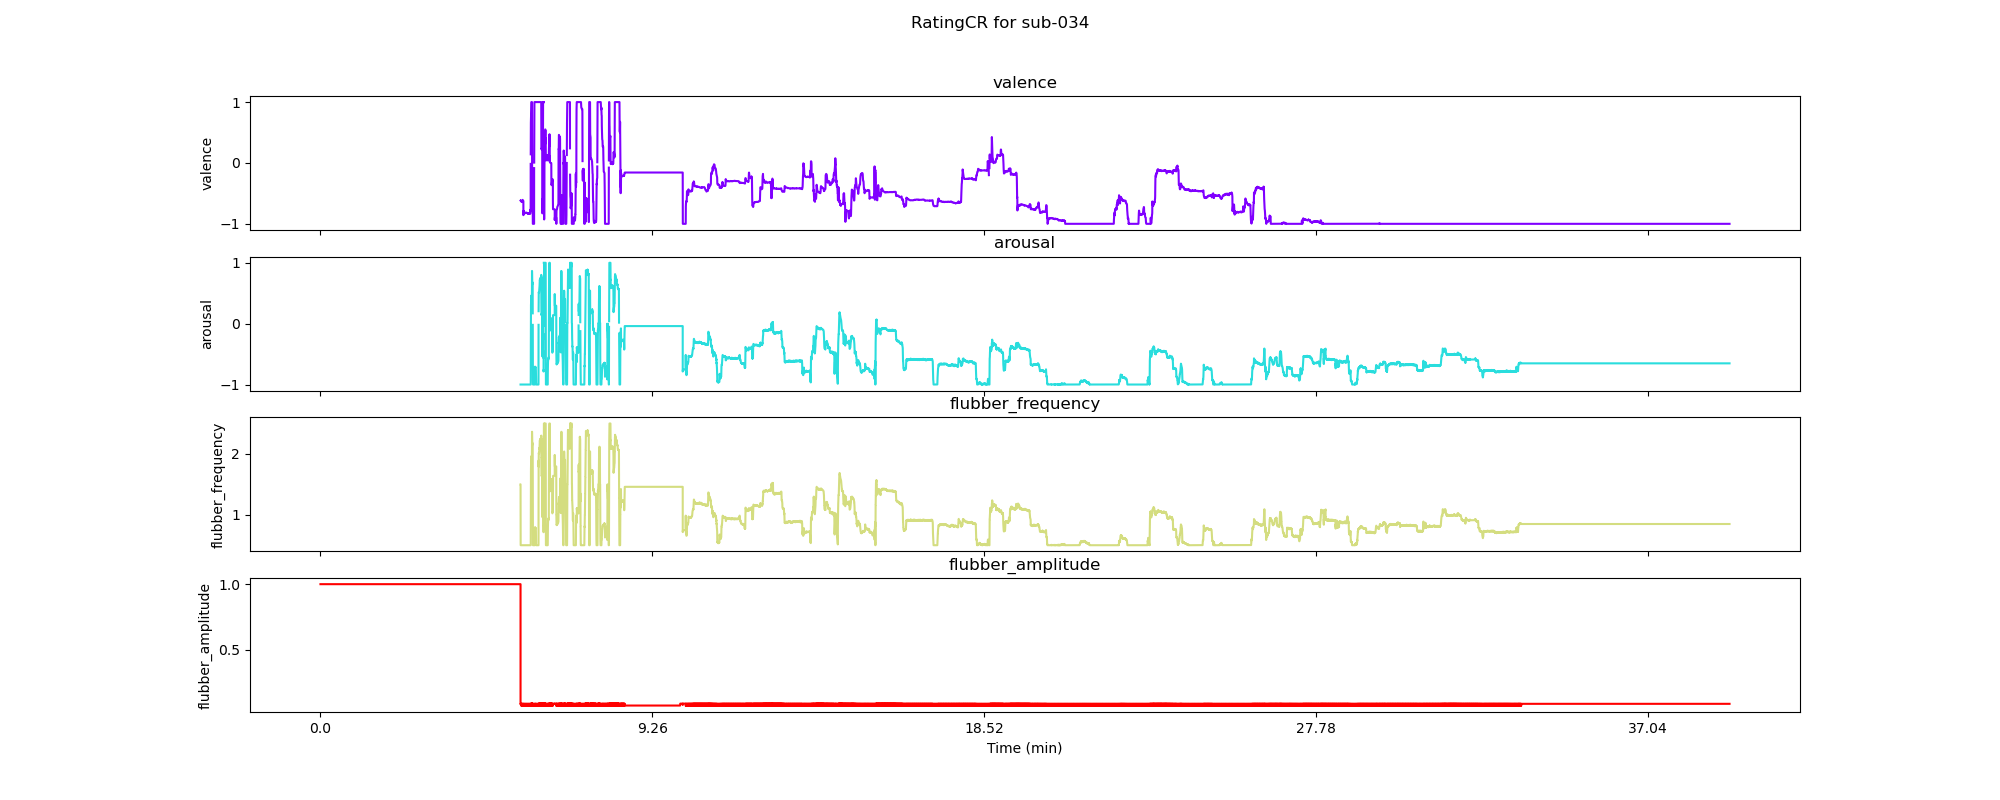 RatingCR for sub-034
valence
valence
1
0
−1
arousal
arousal
1
0
−1
flubber_frequency
flubber_frequency
2
1
flubber_amplitude
flubber_amplitude
1.0
0.5
0.0 9.26 18.52 27.78 37.04
Time (min)